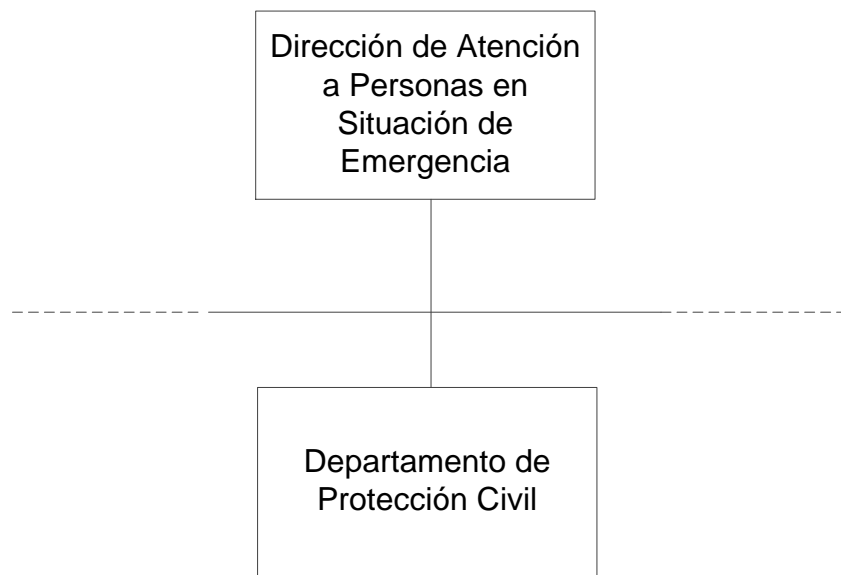 Dirección de Atención
a Personas en
Situación de
Emergencia
Departamento de
Protección Civil